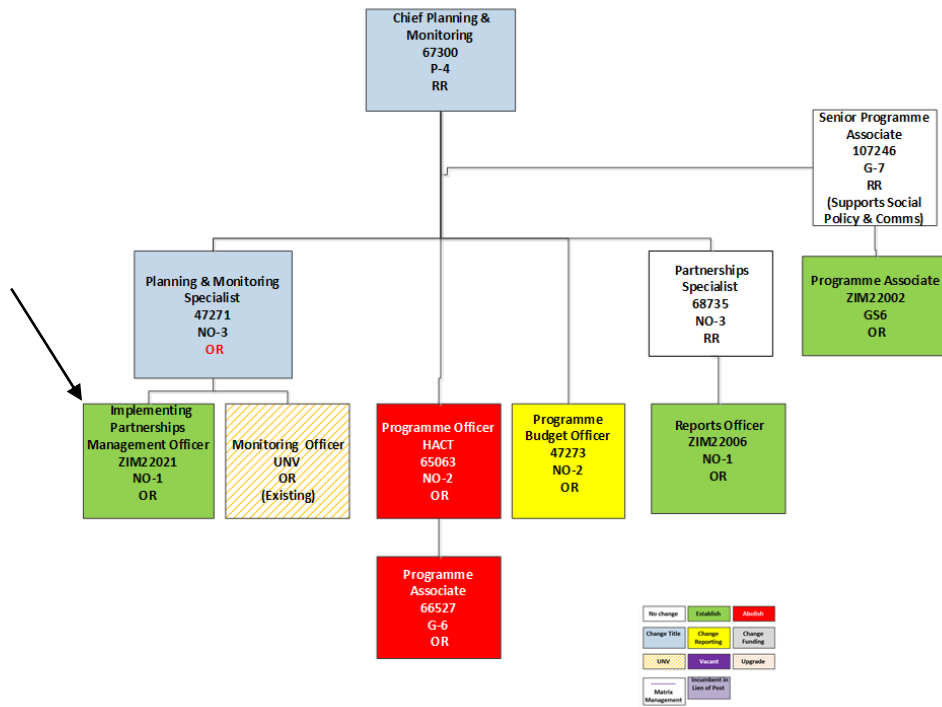 Chief Planning &
Monitoring
67300
P-4
RR
Senior Programme
Associate
107246
G-7
RR
(Supports Social
Policy & Comms)
Planning & Monitoring
Specialist
47271
NO-3
OR
Partnerships
Specialist
68735
NO-3
RR
Programme Associate
ZIM22002
GS6
OR
Implementing
Partnerships
Management Officer
ZIM22021
NO-1
OR
Monitoring Officer
UNV
OR
(Existing)
Programme Officer
HACT
65063
NO-2
OR
Programme
Budget Officer
47273
NO-2
OR
Reports Officer
ZIM22006
NO-1
OR
Programme
Associate
66527
G-6
OR
No change
Establish
Abolish
Change Title
Change
Reporting
Change
Funding
UNV
Vacant
Upgrade
Matrix
Management
Incumbent in
Lien of Post